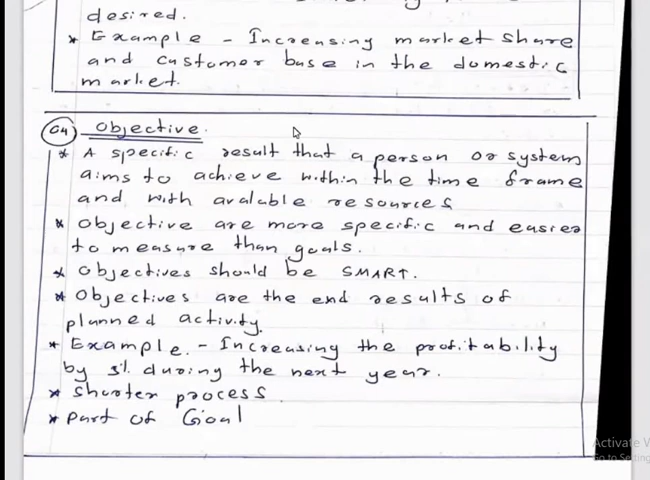 desired.
* Example - Increasing market share
and customer base in the domestic
market.
04 Objective.
* A specific result that a person or system
aims to achieve within the time frame
and with avalable resources
* Objective are more specific and easier
to measure than goals.
* Objectives should be SMART.
* Objectives are the end results of
planned activity.
* Example. - Increasing the profitability
by 3% during the next year.
* Shorter process.
* Part of Goal
Activate
Go to Setting